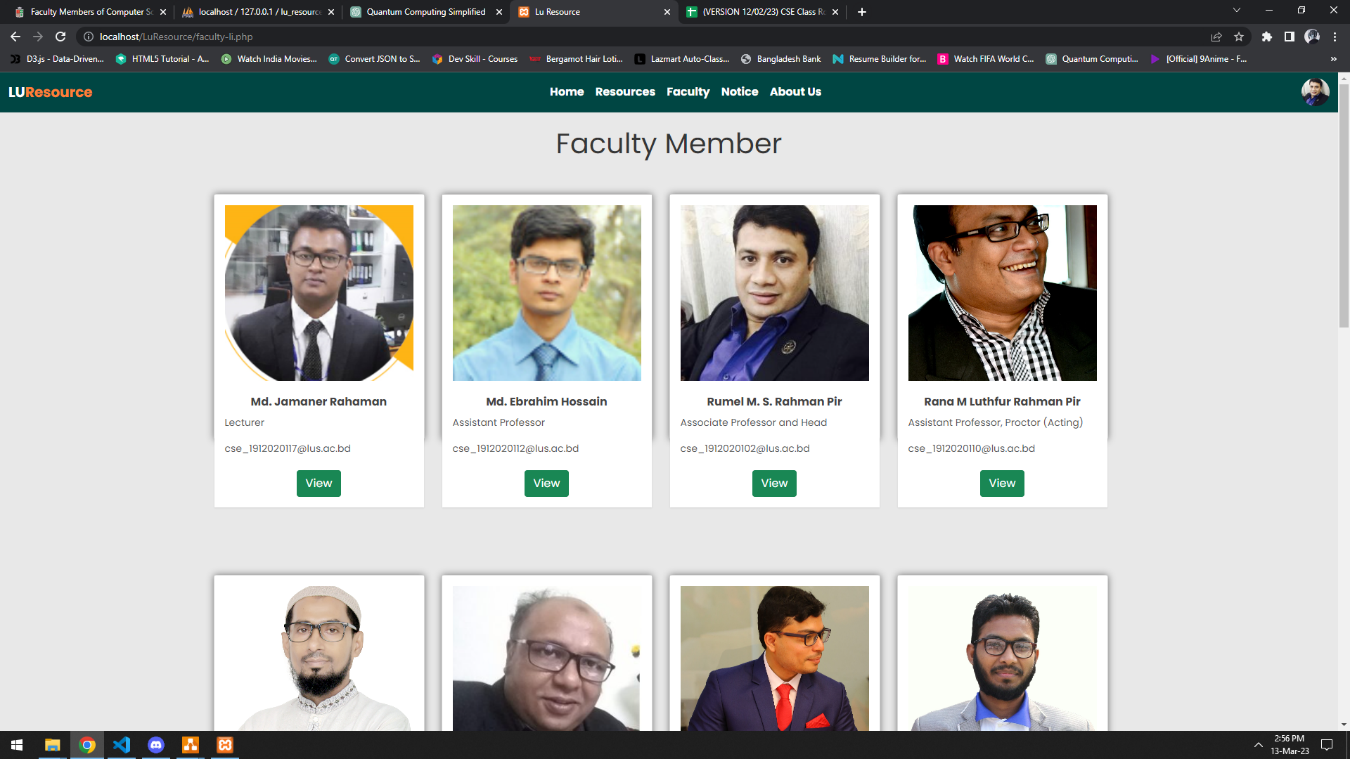 Faculty Members of Computer Sc
localhost / 127.0.0.1 / lu_resource
Quantum Computing Simplified
Lu Resource
(VERSION 12/02/23) CSE Class Ro
localhost/LuResource/faculty-li.php
D3.js - Data-Driven...
HTML5 Tutorial - A...
Watch India Movies...
Convert JSON to S...
Dev Skill - Courses
Bergamot Hair Loti...
Lazmart Auto-Class...
Bangladesh Bank
Resume Builder for...
Watch FIFA World C...
Quantum Computi...
[Official] 9Anime - F...
LUResource
Home Resources Faculty Notice About Us
Faculty Member
Md. Jamaner Rahaman
Lecturer
cse_1912020117@lus.ac.bd
View
Md. Ebrahim Hossain
Assistant Professor
cse_1912020112@lus.ac.bd
View
Rumel M. S. Rahman Pir
Associate Professor and Head
cse_1912020102@lus.ac.bd
View
Rana M Luthfur Rahman Pir
Assistant Professor, Proctor (Acting)
cse_1912020110@lus.ac.bd
View
2:56 PM
13-Mar-23